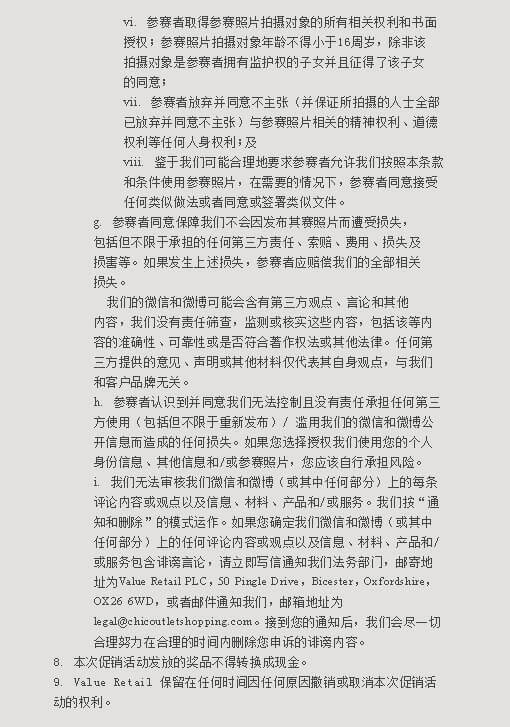 vi. 参赛者取得参赛照片拍摄对象的所有相关权利和书面
授权；参赛照片拍摄对象年龄不得小于16周岁，除非该
拍摄对象是参赛者拥有监护权的子女并且征得了该子女
的同意；
vii. 参赛者放弃并同意不主张（并保证所拍摄的人士全部
已放弃并同意不主张）与参赛照片相关的精神权利、道德
权利等任何人身权利；及
viii. 鉴于我们可能合理地要求参赛者允许我们按照本条款
和条件使用参赛照片，在需要的情况下，参赛者同意接受
任何类似做法或者同意或签署类似文件。
g. 参赛者同意保障我们不会因发布其赛照片而遭受损失，
包括但不限于承担的任何第三方责任、索赔、费用、损失及
损害等。如果发生上述损失，参赛者应赔偿我们的全部相关
损失。
我们的微信和微博可能会含有第三方观点、言论和其他
内容，我们没有责任筛查，监测或核实这些内容，包括该等内
容的准确性、可靠性或是否符合著作权法或其他法律。任何第
三方提供的意见、声明或其他材料仅代表其自身观点，与我们
和客户品牌无关。
h. 参赛者认识到并同意我们无法控制且没有责任承担任何第三
方使用（包括但不限于重新发布）/ 滥用我们的微信和微博公
开信息而造成的任何损失。如果您选择授权我们使用您的个人
身份信息、其他信息和/或参赛照片，您应该自行承担风险。
i. 我们无法审核我们微信和微博（或其中任何部分）上的每条
评论内容或观点以及信息、材料、产品和/或服务。我们按“通
知和删除”的模式运作。如果您确定我们微信和微博（或其中
任何部分）上的任何评论内容或观点以及信息、材料、产品和/
或服务包含诽谤言论，请立即写信通知我们法务部门，邮寄地
址为Value Retail PLC，50 Pingle Drive，Bicester，Oxfordshire，
OX26 6WD，或者邮件通知我们，邮箱地址为
legal@chicoutletshopping.com。接到您的通知后，我们会尽一切
合理努力在合理的时间内删除您申诉的诽谤内容。
8. 本次促销活动发放的奖品不得转换成现金。
9. Value Retail 保留在任何时间因任何原因撤销或取消本次促销活
动的权利。